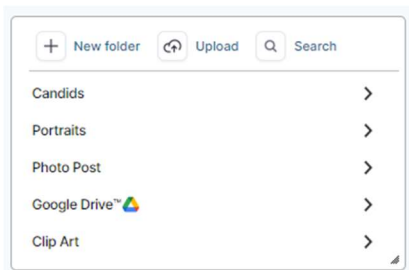 New folder Upload Search
Candids
Portraits
Photo Post
Google Drive™
Clip Art